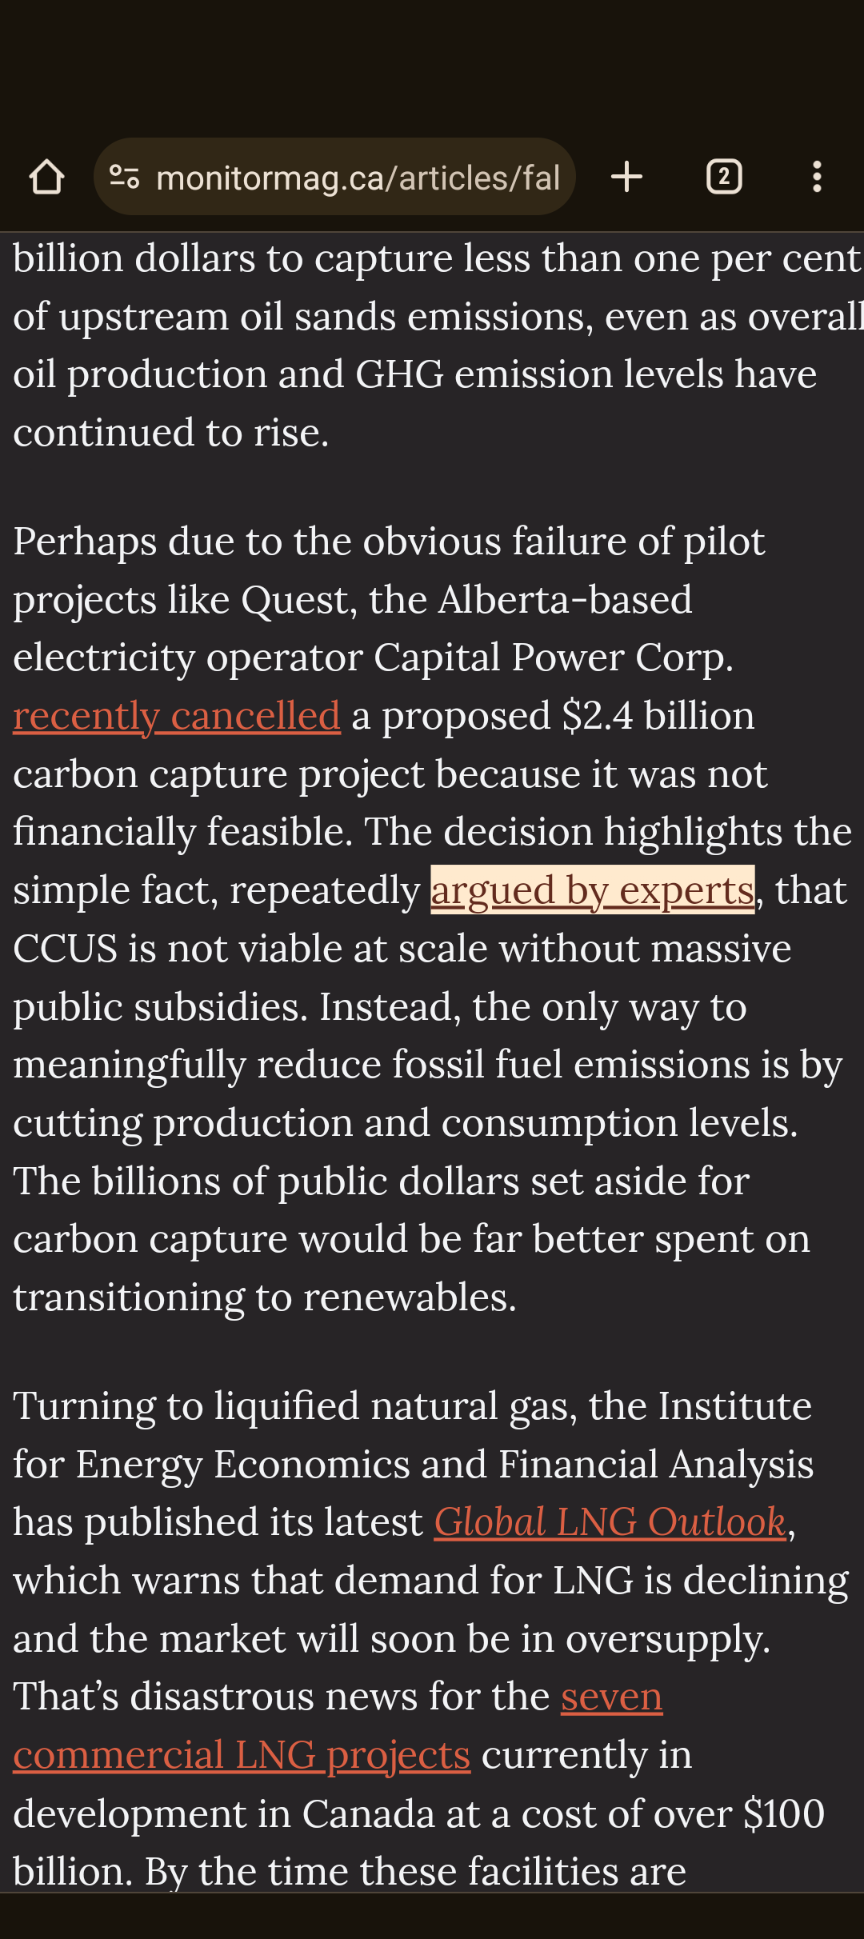 monitormag.ca/articles/fal
2
billion dollars to capture less than one per cent
of upstream oil sands emissions, even as overall
oil production and GHG emission levels have
continued to rise.
Perhaps due to the obvious failure of pilot
projects like Quest, the Alberta-based
electricity operator Capital Power Corp.
recently cancelled a proposed $2.4 billion
carbon capture project because it was not
financially feasible. The decision highlights the
simple fact, repeatedly argued by experts, that
CCUS is not viable at scale without massive
public subsidies. Instead, the only way to
meaningfully reduce fossil fuel emissions is by
cutting production and consumption levels.
The billions of public dollars set aside for
carbon capture would be far better spent on
transitioning to renewables.
Turning to liquified natural gas, the Institute
for Energy Economics and Financial Analysis
has published its latest Global LNG Outlook,
which warns that demand for LNG is declining
and the market will soon be in oversupply.
That’s disastrous news for the seven
commercial LNG projects currently in
development in Canada at a cost of over $100
billion. By the time these facilities are